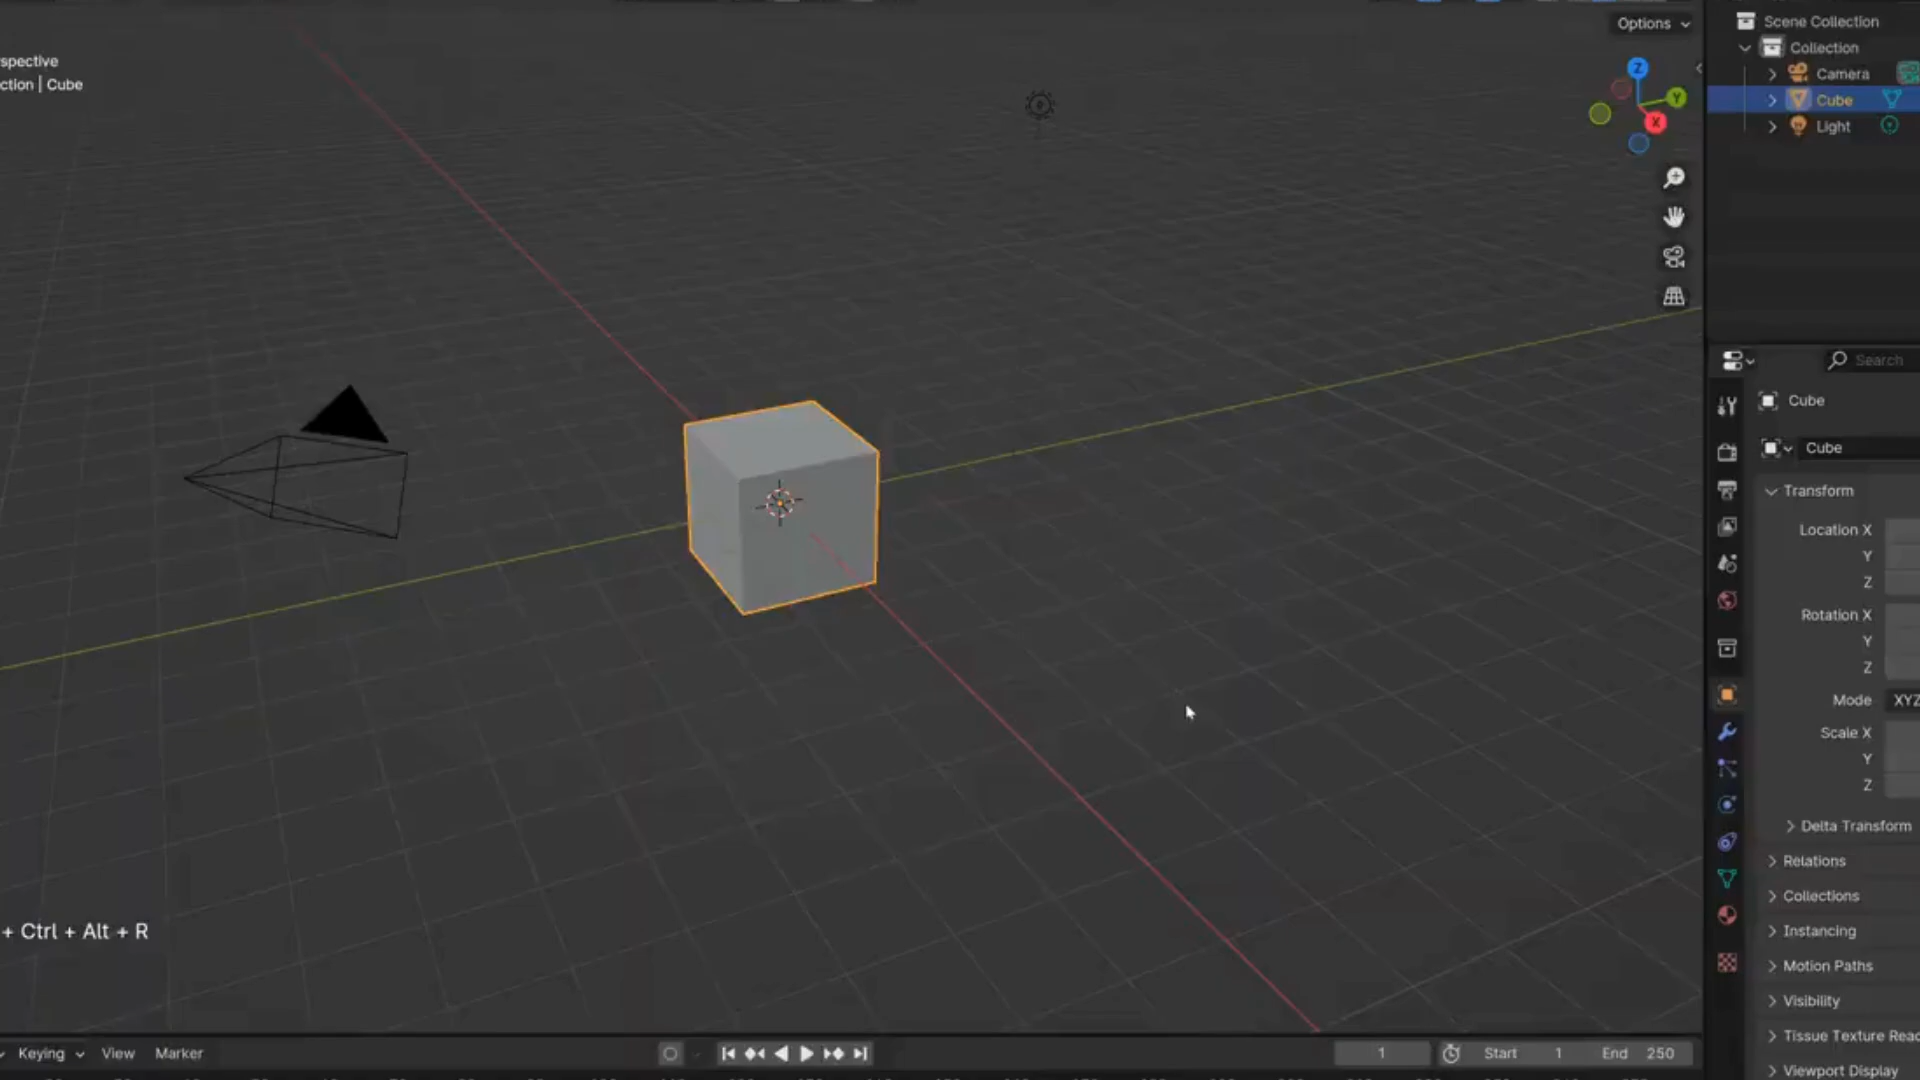 Options
spective
ction | Cube
Z
Y
X
Scene Collection
Collection
Camera
Cube
Light
Search
Cube
Cube
Transform
Location X
Y
Z
Rotation X
Y
Z
Mode XYZ
Scale X
Y
Z
Delta Transform
Relations
Collections
Instancing
Motion Paths
Visibility
Tissue Texture Reac
Viewport Display
+ Ctrl + Alt + R
Keying View Marker
1 Start 1 End 250